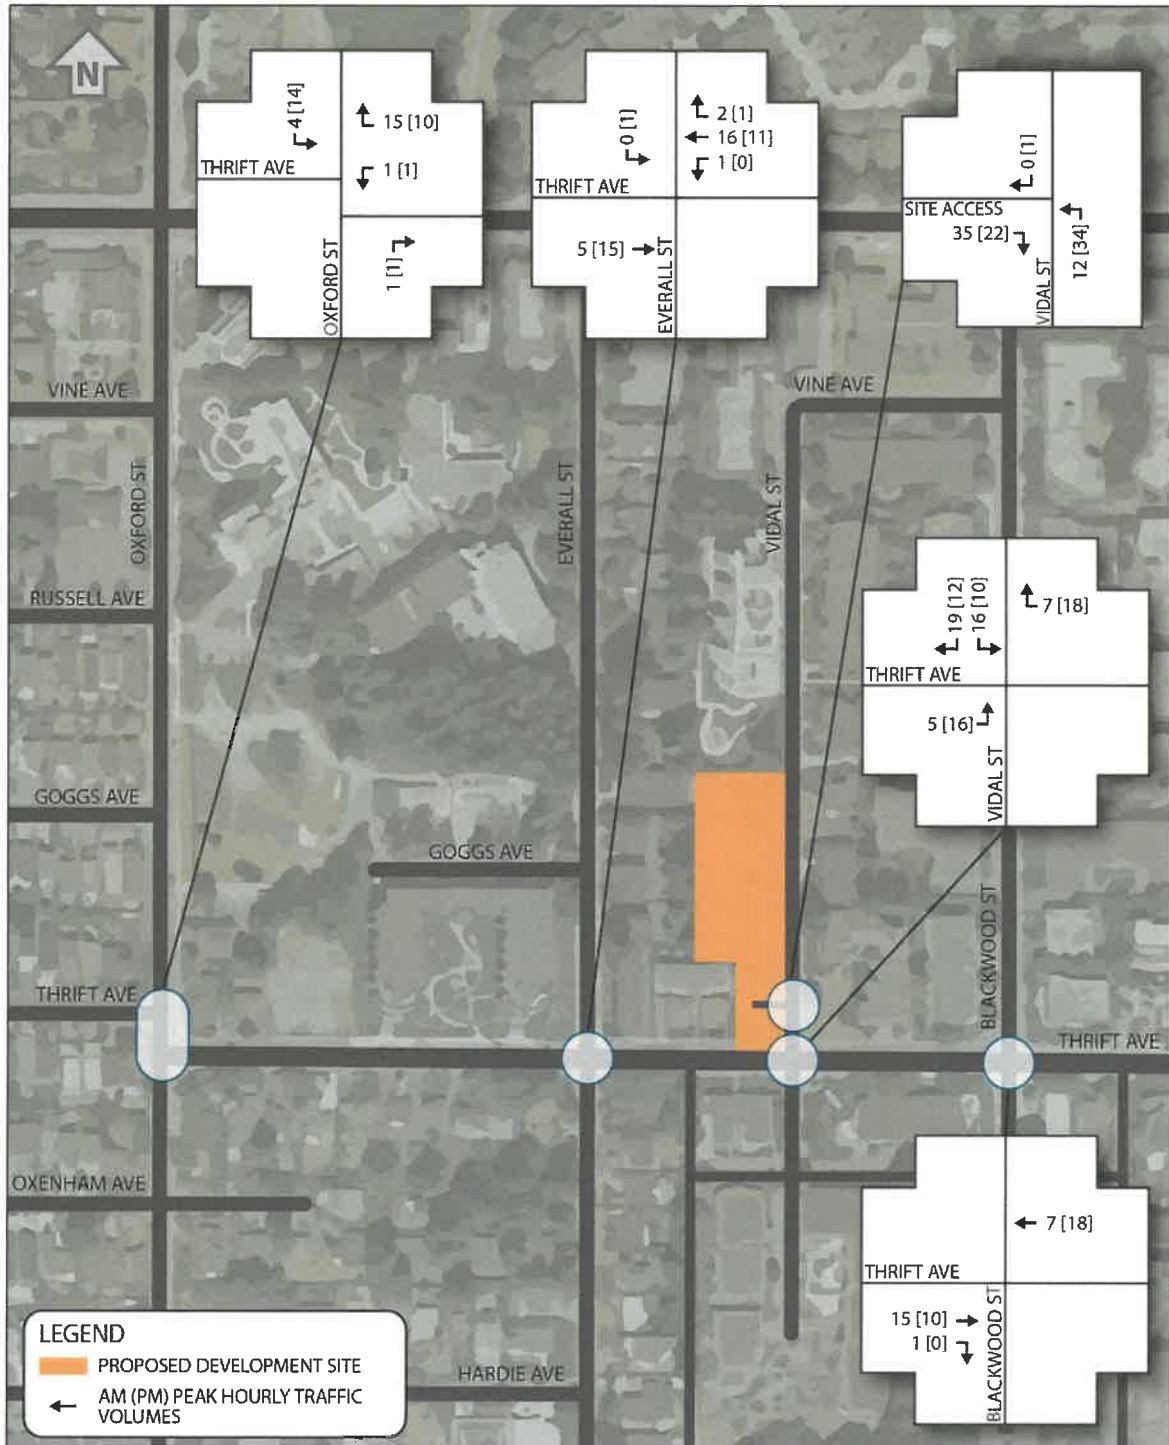 N
4 [14]
15 [10]
1 [1]
THRIFT AVE
OXFORD ST
1 [1]
0 [1]
2 [1]
16 [11]
1 [0]
THRIFT AVE
5 [15]
EVERALL ST
0 [1]
SITE ACCESS
35 [22]
VIDAL ST
12 [34]
VINE AVE
VINE AVE
OXFORD ST
EVERALL ST
VIDAL ST
RUSSELL AVE
19 [12]
16 [10]
7 [18]
THRIFT AVE
5 [16]
VIDAL ST
GOGGS AVE
GOGGS AVE
BLACKWOOD ST
THRIFT AVE
THRIFT AVE
OXENHAM AVE
7 [18]
THRIFT AVE
15 [10]
1 [0]
BLACKWOOD ST
HARDIE AVE
LEGEND
PROPOSED DEVELOPMENT SITE
AM (PM) PEAK HOURLY TRAFFIC
VOLUMES